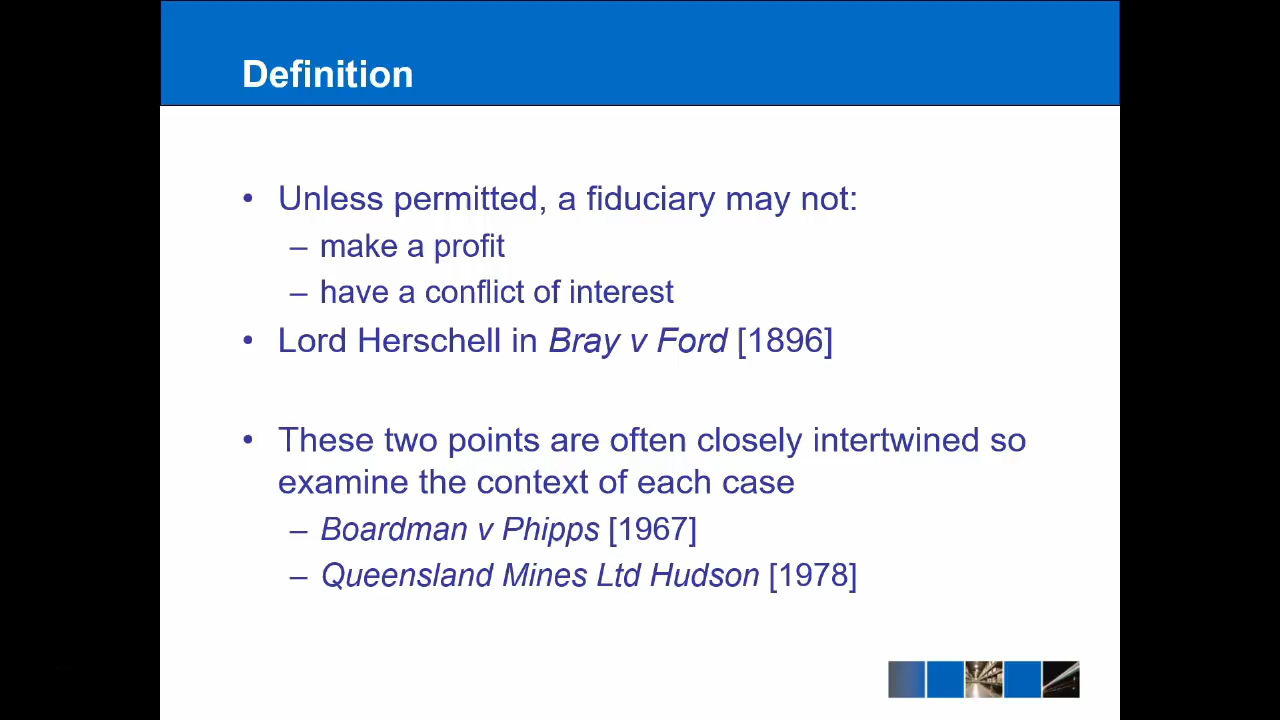 Definition
• Unless permitted, a fiduciary may not:
– make a profit
– have a conflict of interest
• Lord Herschell in Bray v Ford [1896]
• These two points are often closely intertwined so
examine the context of each case
– Boardman v Phipps [1967]
– Queensland Mines Ltd Hudson [1978]